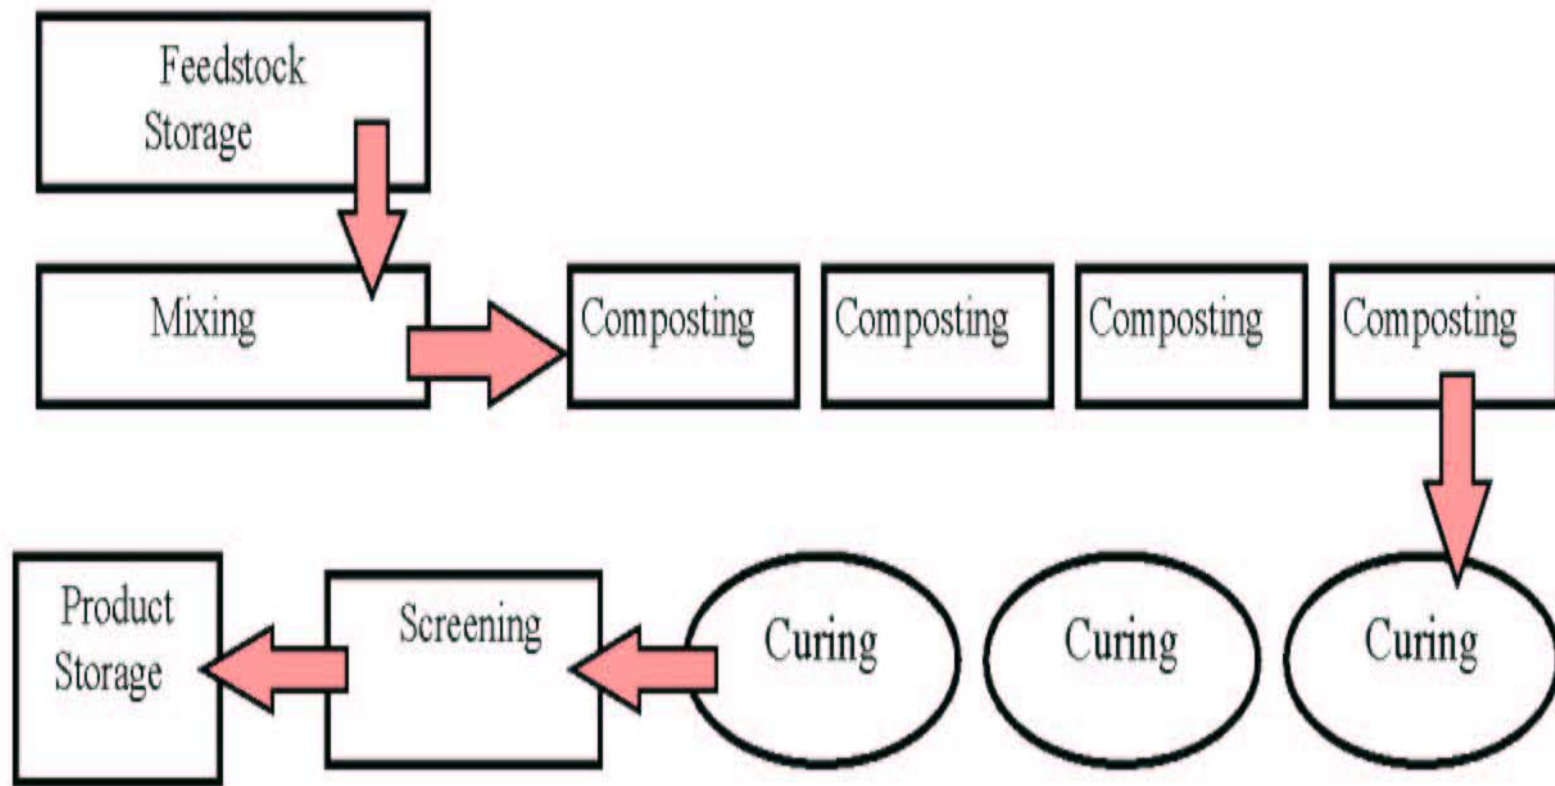 Feedstock
Storage
Mixing
Composting
Composting
Composting
Composting
Product
Storage
Screening
Curing
Curing
Curing